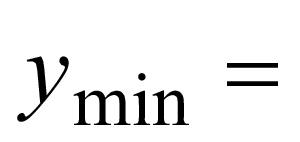 y_min =